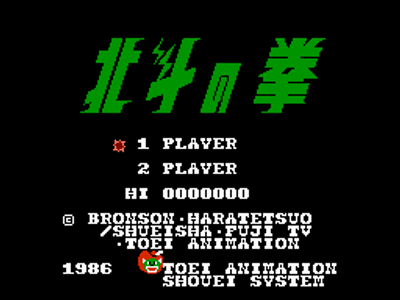 北斗の拳
1 PLAYER
2 PLAYER
HI 0000000
© BRONSON·HARATETSUO
/SHUEISHA·FUJI TV
·TOEI ANIMATION
1986 TOEI ANIMATION
SHOUEI SYSTEM